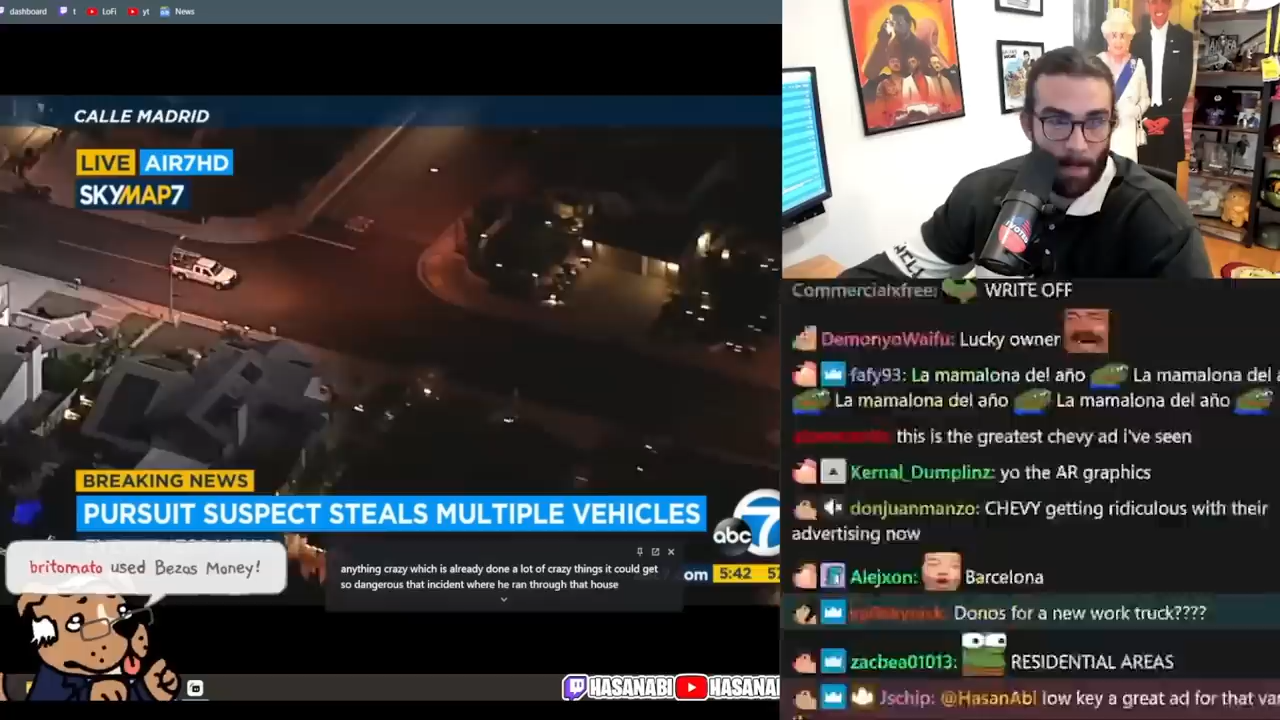 dashboard
t
LoFi
yt
News
CALLE MADRID
LIVE AIR7HD
SKYMAP7
BREAKING NEWS
PURSUIT SUSPECT STEALS MULTIPLE VEHICLES
abc 7
om 5:42
britomato used Bezos Money!
anything crazy which is already done a lot of crazy things it could get
so dangerous that incident where he ran through that house
HASANABI
Commercialxfree: WRITE OFF
DemonyoWaifu: Lucky owner
fafy93: La mamalona del año La mamalona del
La mamalona del año La mamalona del año
this is the greatest chevy ad i've seen
Kernal_Dumplinz: yo the AR graphics
donjuanmanzo: CHEVY getting ridiculous with their
advertising now
Alejxon: Barcelona
Donos for a new work truck????
zacbea01013: RESIDENTIAL AREAS
Jschip: @HasanAbi low key a great ad for that